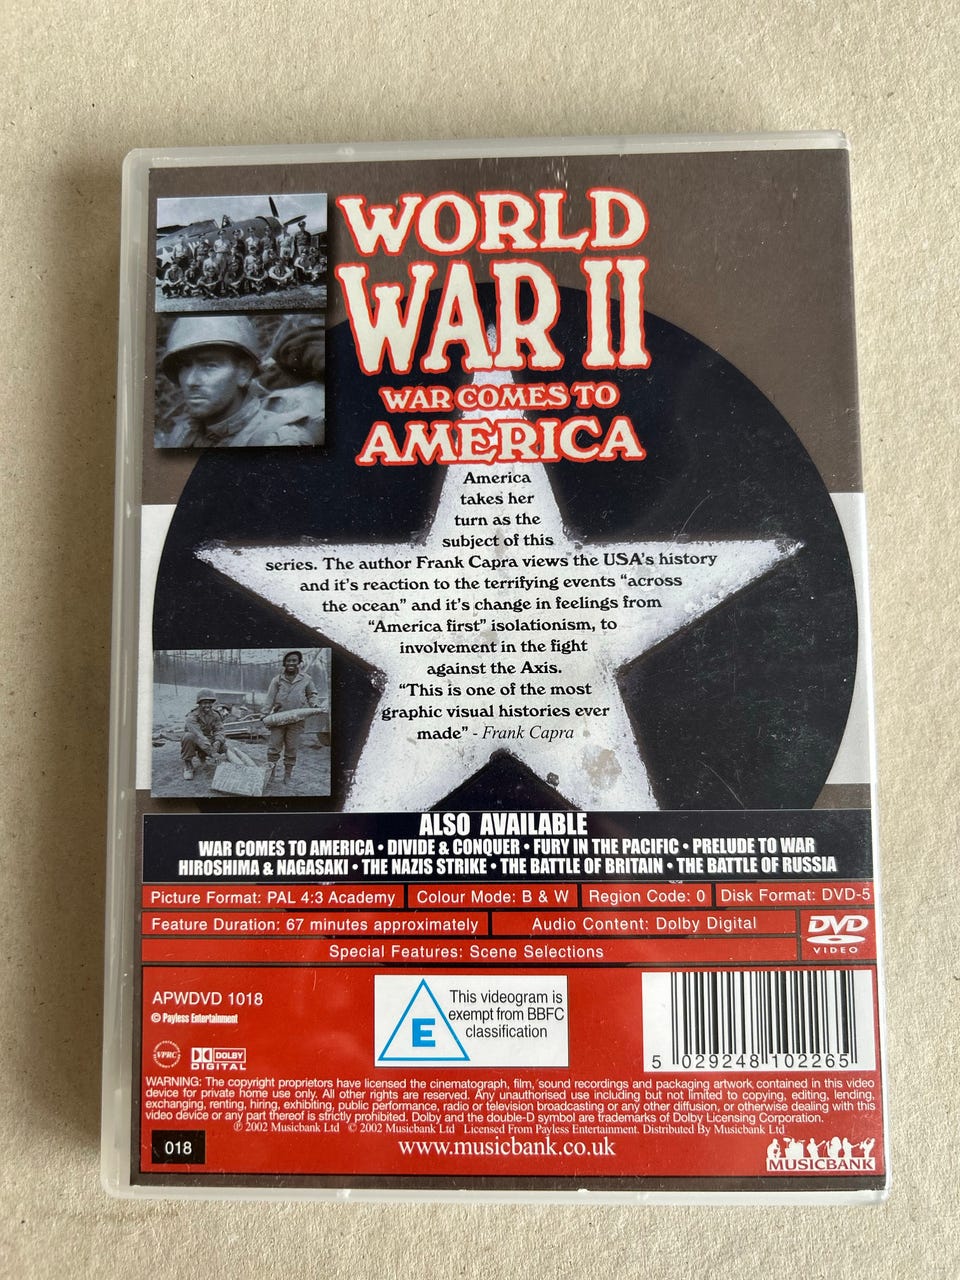 WORLD
WAR II
WAR COMES TO
AMERICA
America
takes her
turn as the
subject of this
series. The author Frank Capra views the USA's history
and it's reaction to the terrifying events "across
the ocean" and it's change in feelings from
"America first" isolationism, to
involvement in the fight
against the Axis.
"This is one of the most
graphic visual histories ever
made" - Frank Capra
ALSO AVAILABLE
WAR COMES TO AMERICA • DIVIDE & CONQUER • FURY IN THE PACIFIC • PRELUDE TO WAR
HIROSHIMA & NAGASAKI • THE NAZIS STRIKE • THE BATTLE OF BRITAIN • THE BATTLE OF RUSSIA
Picture Format: PAL 4:3 Academy Colour Mode: B & W Region Code: 0 Disk Format: DVD-5
Feature Duration: 67 minutes approximately Audio Content: Dolby Digital
DVD
VIDEO
Special Features: Scene Selections
APWDVD 1018
© Payless Entertainment
VPRC
DOLBY
DIGITAL
E
This videogram is
exempt from BBFC
classification
5 029248 102265
WARNING: The copyright proprietors have licensed the cinematograph, film, sound recordings and packaging artwork contained in this video
device for private home use only. All other rights are reserved. Any unauthorised use including but not limited to copying, editing, lending,
exchanging, renting, hiring, exhibiting, public performance, radio or television broadcasting or any other diffusion, or otherwise dealing with this
video device or any part thereof is strictly prohibited. Dolby and the double-D symbol are trademarks of Dolby Licensing Corporation.
℗ 2002 Musicbank Ltd © 2002 Musicbank Ltd Licensed From Payless Entertainment. Distributed By Musicbank Ltd
018
www.musicbank.co.uk
MUSICBANK